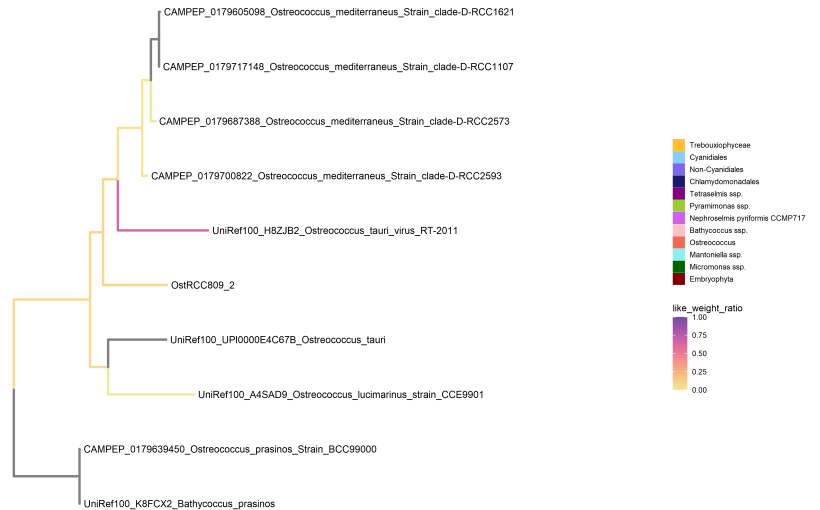 CAMPEP_0179605098_Ostreococcus_mediterraneus_Strain_clade-D-RCC1621
CAMPEP_0179717148_Ostreococcus_mediterraneus_Strain_clade-D-RCC1107
CAMPEP_0179687388_Ostreococcus_mediterraneus_Strain_clade-D-RCC2573
CAMPEP_0179700822_Ostreococcus_mediterraneus_Strain_clade-D-RCC2593
UniRef100_H8ZJB2_Ostreococcus_tauri_virus_RT-2011
OstRCC809_2
UniRef100_UPI0000E4C67B_Ostreococcus_tauri
UniRef100_A4SAD9_Ostreococcus_lucimarinus_strain_CCE9901
CAMPEP_0179639450_Ostreococcus_prasinos_Strain_BCC99000
UniRef100_K8FCX2_Bathycoccus_prasinos
Trebouxiophyceae
Cyanidiales
Non-Cyanidiales
Chlamydomonadales
Tetraselmis ssp.
Pyramimonas ssp.
Nephroselmis pyriformis CCMP717
Bathycoccus ssp.
Ostreococcus
Mantoniella ssp.
Micromonas ssp.
Embryophyta
like_weight_ratio
1.00
0.75
0.50
0.25
0.00